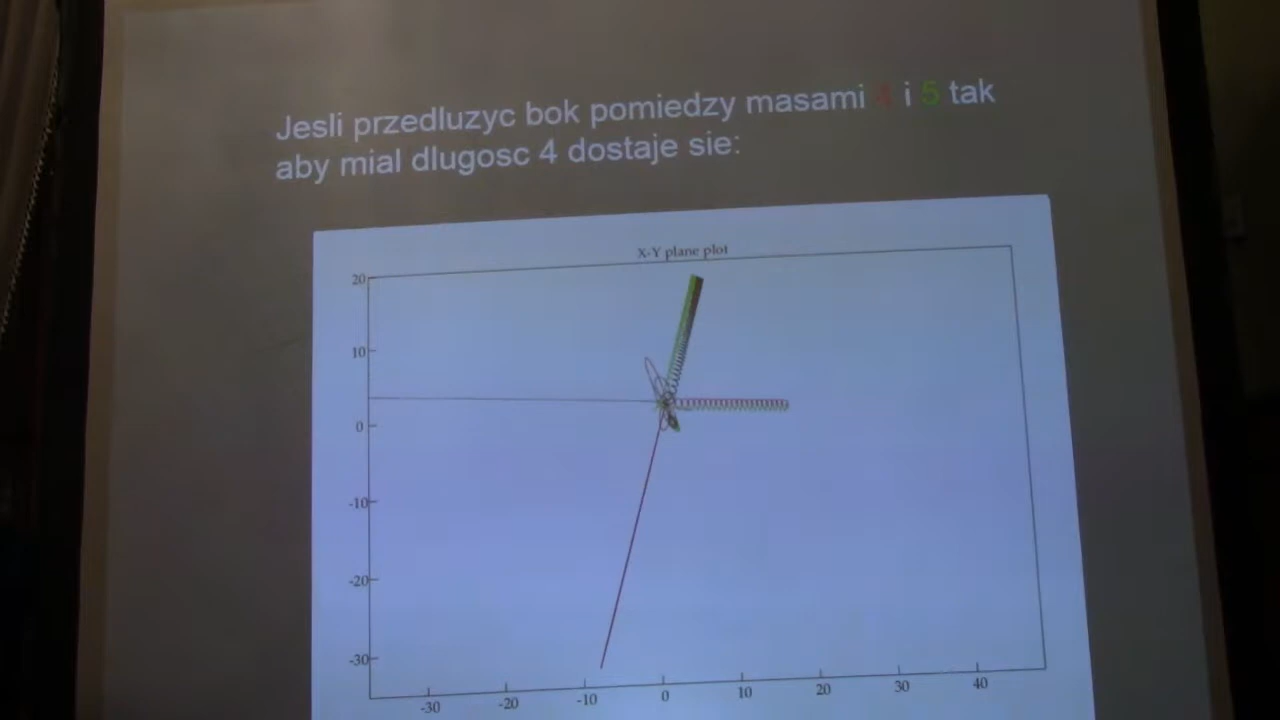 Jesli przedluzyc bok pomiedzy masami 4 i 5 tak
aby mial dlugosc 4 dostaje sie:
X-Y plane plot
20
10
0
-10
-20
-30
-30 -20 -10 0 10 20 30 40